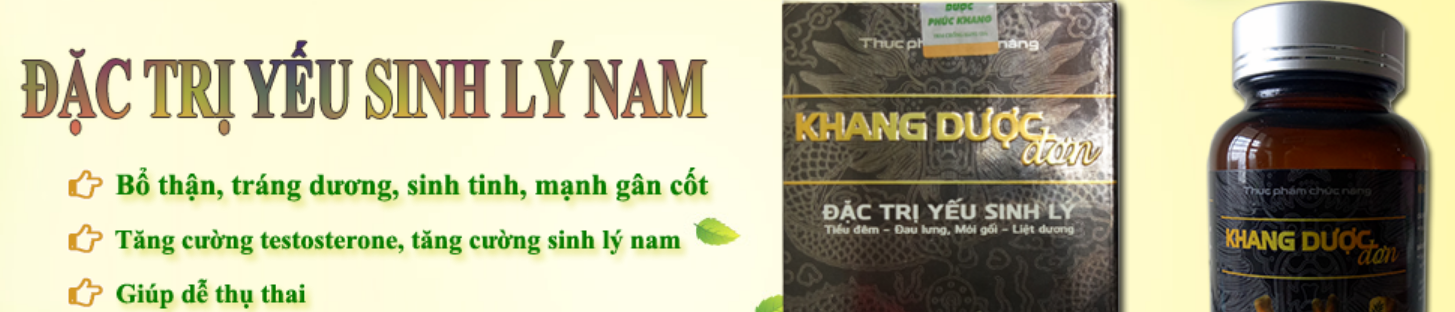 ĐẶC TRỊ YẾU SINH LÝ NAM
Bổ thận, tráng dương, sinh tinh, mạnh gân cốt
Tăng cường testosterone, tăng cường sinh lý nam
Giúp dễ thụ thai
DƯỢC
PHÚC KHANG
Thực ph năng
KHANG DƯỢC
đơn
ĐẶC TRỊ YẾU SINH LÝ
Tiểu đêm – Đau lưng, Mỏi gối – Liệt dương
Thực phẩm chức năng
KHANG DƯỢC
đơn